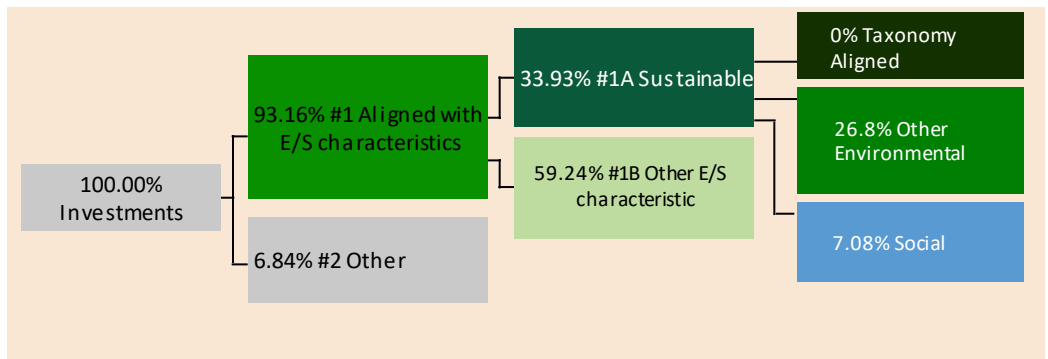 100.00%
Investments
93.16% #1 Aligned with
E/S characteristics
6.84% #2 Other
33.93% #1A Sustainable
59.24% #1B Other E/S
characteristic
0% Taxonomy
Aligned
26.8% Other
Environmental
7.08% Social